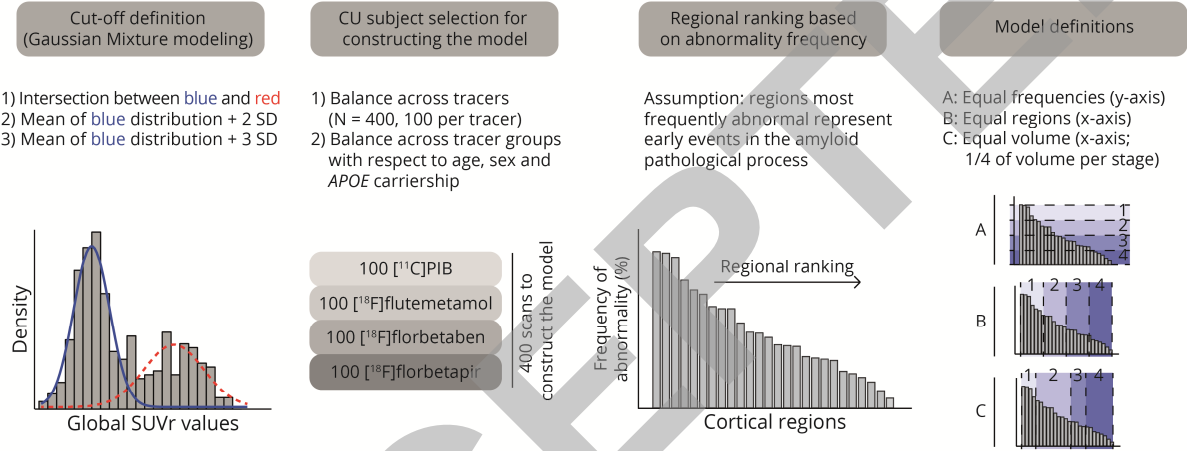 Cut-off definition
(Gaussian Mixture modeling)
1) Intersection between blue and red
2) Mean of blue distribution + 2 SD
3) Mean of blue distribution + 3 SD
Density
Global SUVr values
CU subject selection for
constructing the model
1) Balance across tracers
(N = 400, 100 per tracer)
2) Balance across tracer groups
with respect to age, sex and
APOE carriership
100 [¹¹C]PIB
100 [¹⁸F]flutemetamol
100 [¹⁸F]florbetaben
100 [¹⁸F]florbetapir
400 scans to
construct the model
Regional ranking based
on abnormality frequency
Assumption: regions most
frequently abnormal represent
early events in the amyloid
pathological process
Frequency of
abnormality (%)
Regional ranking
Cortical regions
Model definitions
A: Equal frequencies (y-axis)
B: Equal regions (x-axis)
C: Equal volume (x-axis;
1/4 of volume per stage)
A
1
2
3
4
B
1 2 3 4
C
1 2 3 4